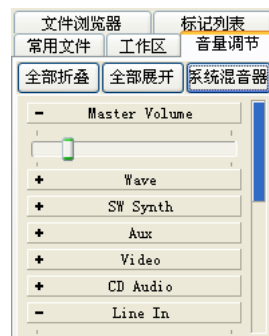 文件浏览器 标记列表
常用文件 工作区 音量调节
全部折叠 全部展开 系统混音器
- Master Volume
+ Wave
+ SW Synth
+ Aux
+ Video
+ CD Audio
- Line In